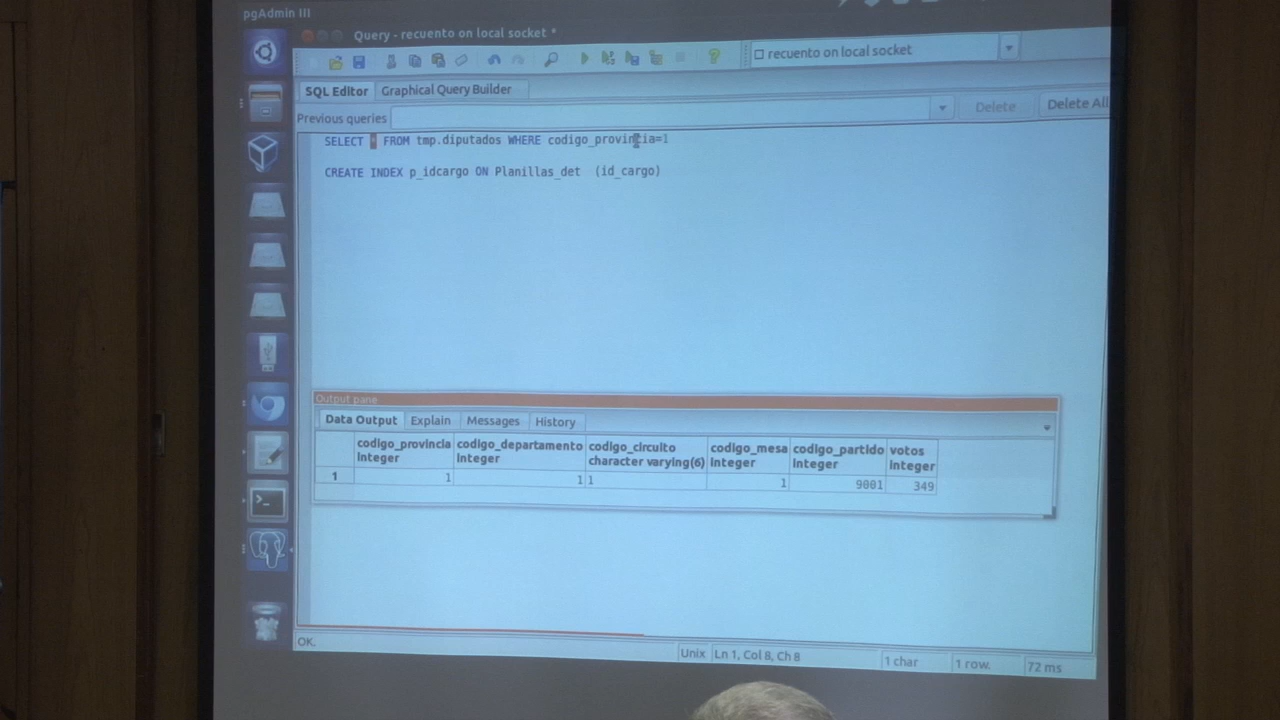 pgAdmin III
Query - recuento on local socket *
recuento on local socket
SQL Editor Graphical Query Builder
Previous queries Delete Delete All
SELECT * FROM tmp.diputados WHERE codigo_provincia=1
CREATE INDEX p_idcargo ON Planillas_det (id_cargo)
Output pane
Data Output Explain Messages History
codigo_provincia codigo_departamento codigo_circuito codigo_mesa codigo_partido votos
integer integer character varying(6) integer integer integer
1 1 1 1 1 9001 349
OK.
Unix Ln 1, Col 8, Ch 8 1 char 1 row. 72 ms